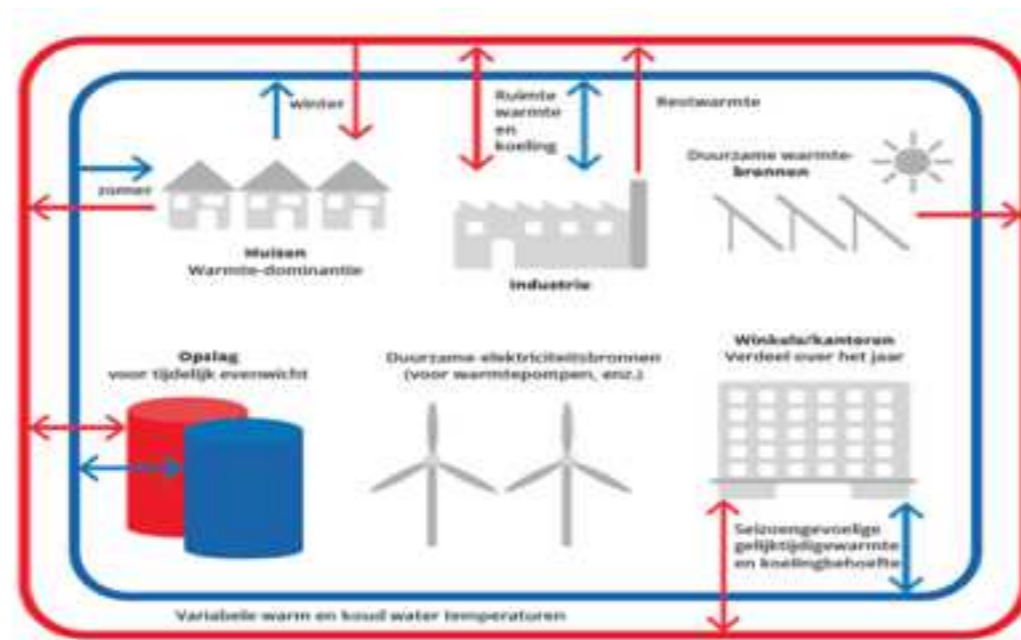 winter
Ruimte
warmte
en
koeling
Restwarmte
Duurzame warmte-
bronnen
zomer
Huizen
Warmte-dominantie
Industrie
Opslag
voor tijdelijk evenwicht
Duurzame elektriciteitsbronnen
(voor warmtepompen, enz.)
Winkels/kantoren
Verdeel over het jaar
Seizoengevoelige
gelijktijdigewarmte
en koelingbehoefte
Variabele warm en koud water temperaturen